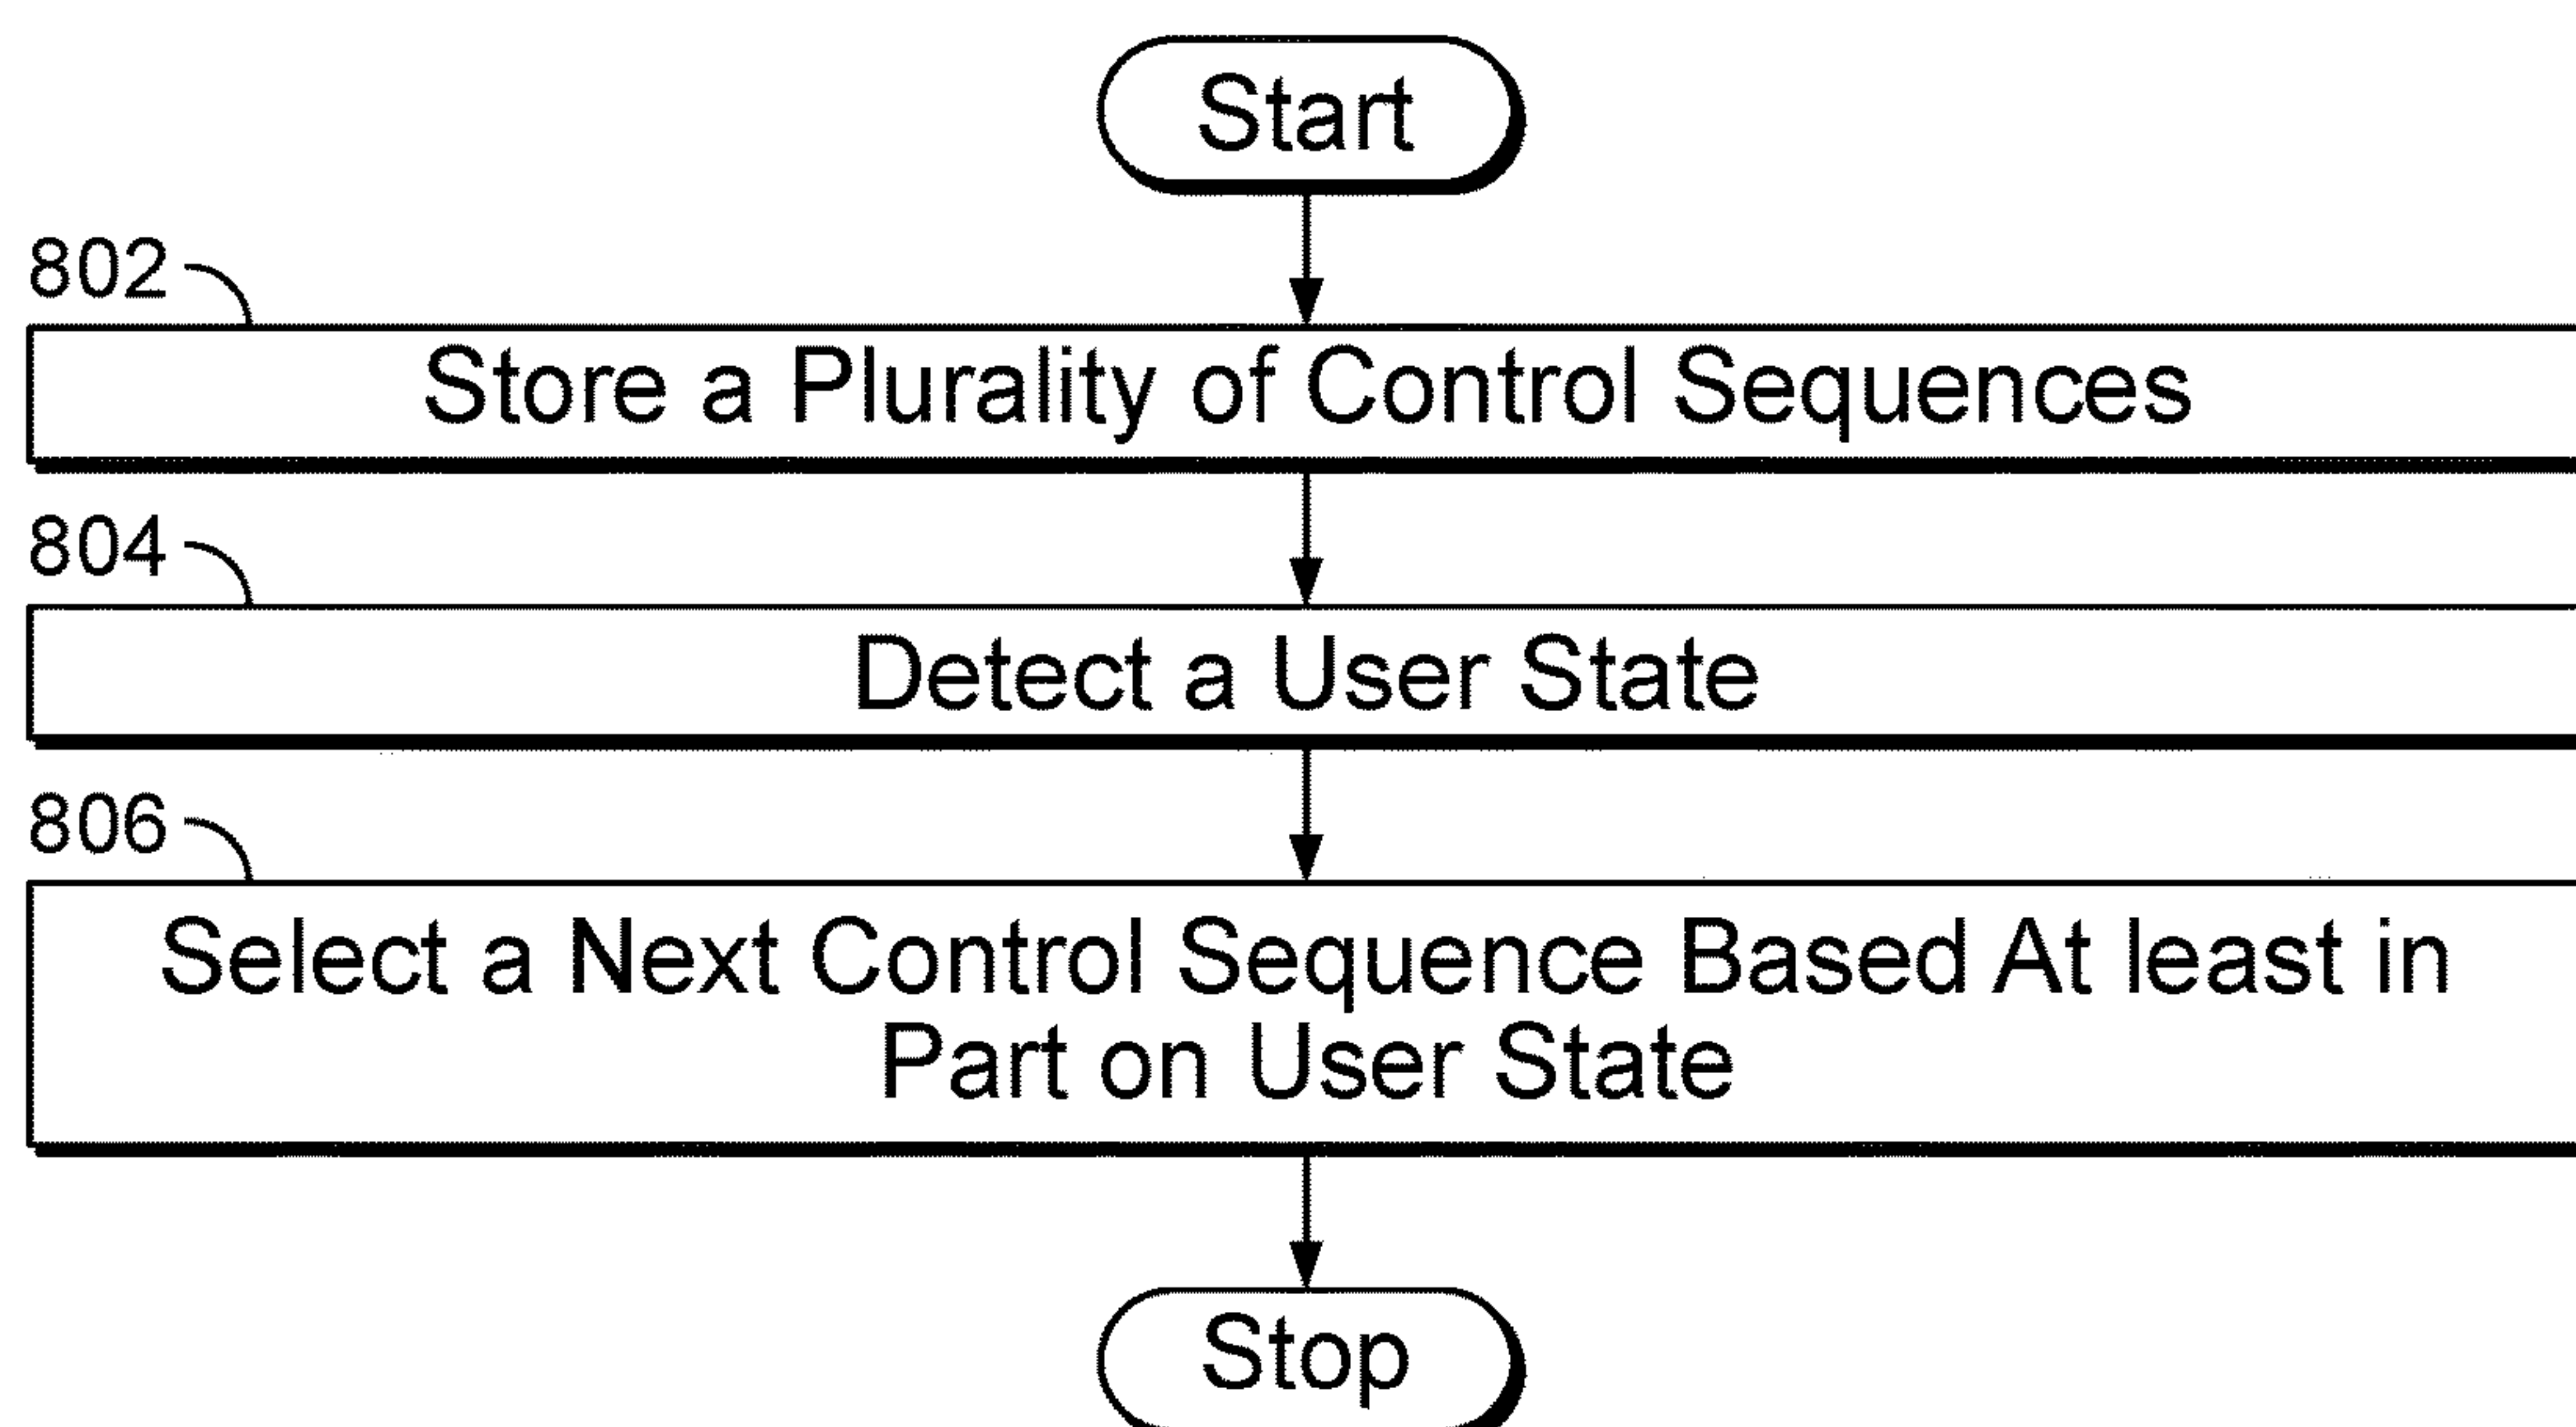 Start
802
Store a Plurality of Control Sequences
804
Detect a User State
806
Select a Next Control Sequence Based At least in
Part on User State
Stop